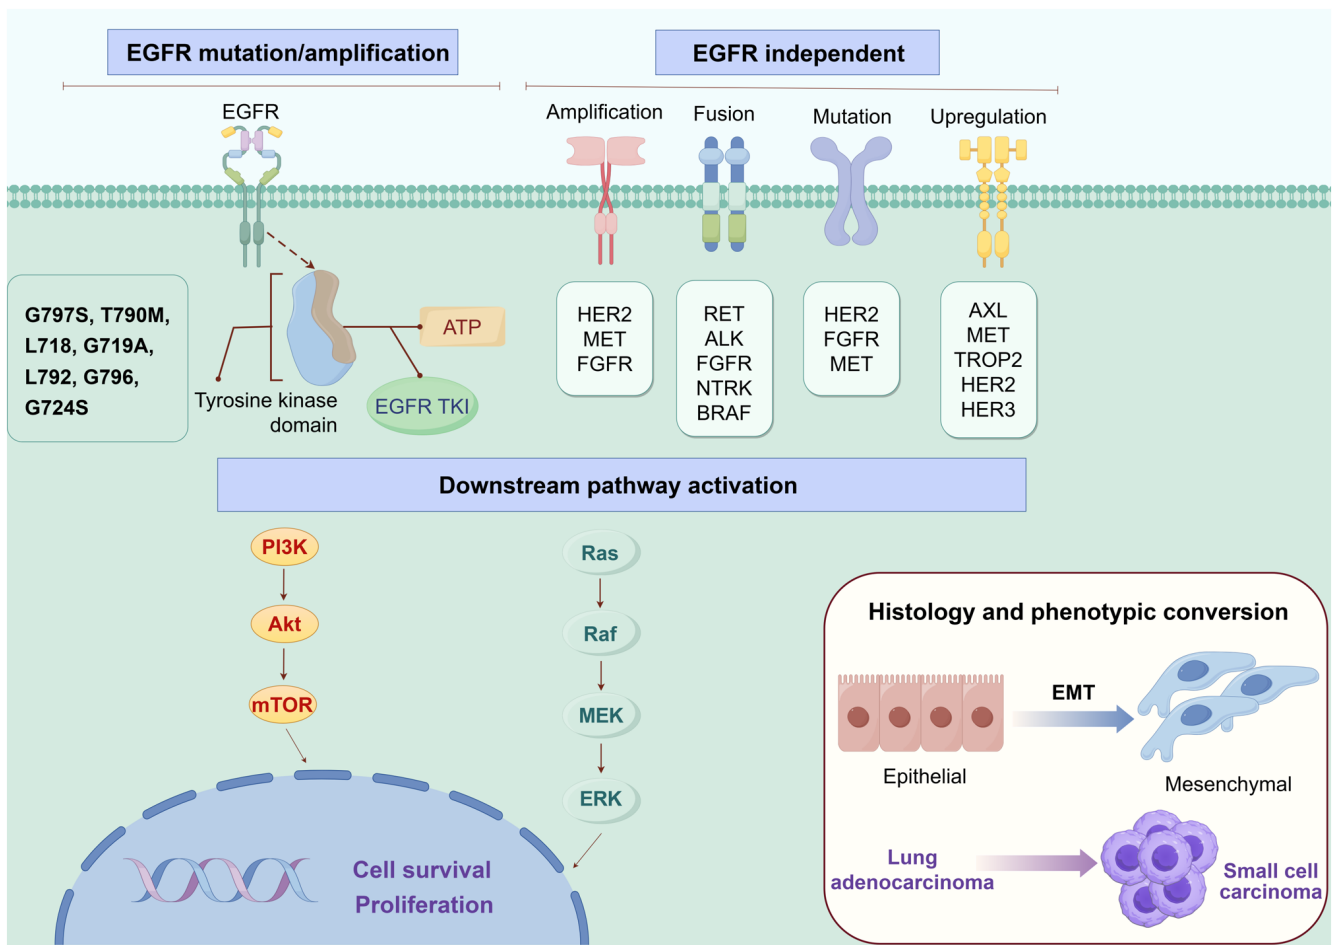 EGFR mutation/amplification
EGFR independent
EGFR
Amplification
Fusion
Mutation
Upregulation
G797S, T790M,
L718, G719A,
L792, G796,
G724S
Tyrosine kinase
domain
ATP
EGFR TKI
HER2
MET
FGFR
RET
ALK
FGFR
NTRK
BRAF
HER2
FGFR
MET
AXL
MET
TROP2
HER2
HER3
Downstream pathway activation
PI3K
Akt
mTOR
Ras
Raf
MEK
ERK
Cell survival
Proliferation
Histology and phenotypic conversion
EMT
Epithelial
Mesenchymal
Lung
adenocarcinoma
Small cell
carcinoma